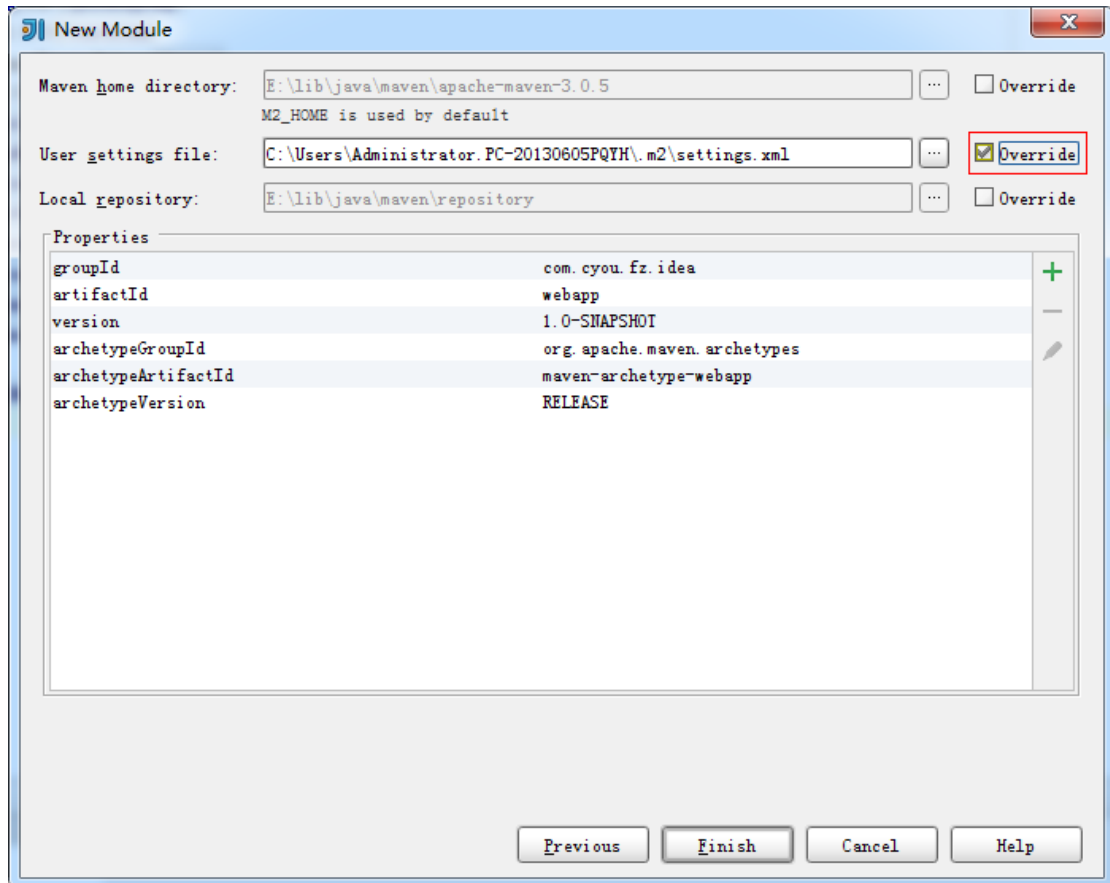 New Module
Maven home directory: E:\lib\java\maven\apache-maven-3.0.5 ... Override
M2_HOME is used by default
User settings file: C:\Users\Administrator.PC-20130605PQYH\.m2\settings.xml ... Override
Local repository: E:\lib\java\maven\repository ... Override
Properties
groupId com.cyou.fz.idea
artifactId webapp
version 1.0-SNAPSHOT
archetypeGroupId org.apache.maven.archetypes
archetypeArtifactId maven-archetype-webapp
archetypeVersion RELEASE
Previous Finish Cancel Help